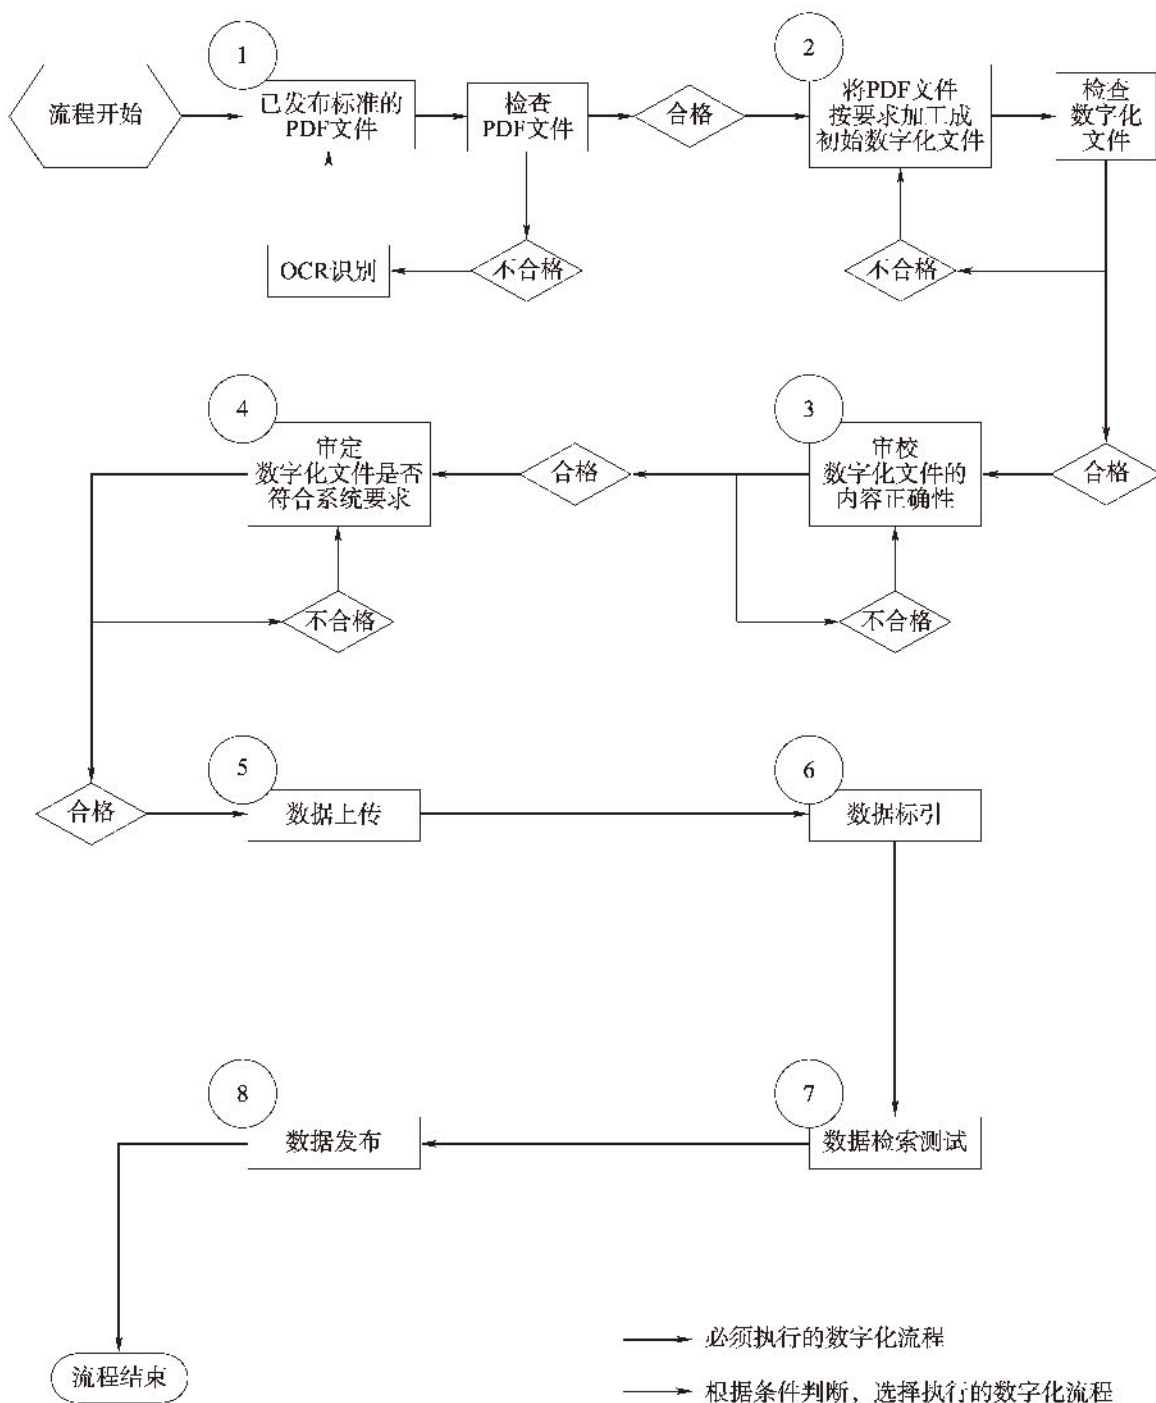 1
2
流程开始
已发布标准的
PDF文件
检查
PDF文件
合格
将PDF文件
按要求加工成
初始数字化文件
检查
数字化
文件
OCR识别
不合格
不合格
4
3
审定
数字化文件是否
符合系统要求
合格
审校
数字化文件的
内容正确性
合格
不合格
不合格
5
6
合格
数据上传
数据标引
8
7
数据发布
数据检索测试
必须执行的数字化流程
流程结束
根据条件判断，选择执行的数字化流程